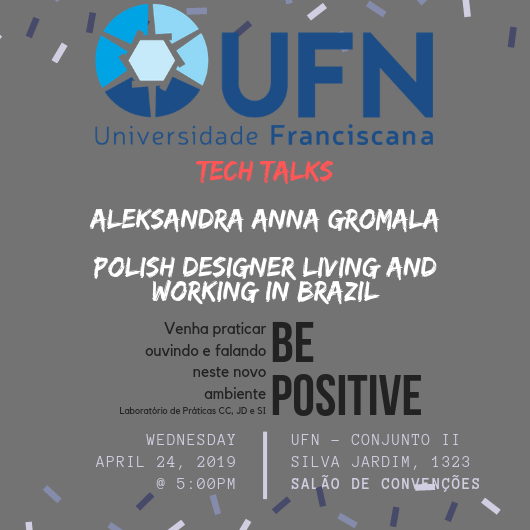 UFN
Universidade Franciscana
TECH TALKS
ALEKSANDRA ANNA GROMALA
POLISH DESIGNER LIVING AND
WORKING IN BRAZIL
Venha praticar
ouvindo e falando
neste novo
ambiente
Laboratório de Práticas CC, JD e SI
BE
POSITIVE
WEDNESDAY
APRIL 24, 2019
@ 5:00PM
UFN - CONJUNTO II
SILVA JARDIM, 1323
SALÃO DE CONVENÇÕES